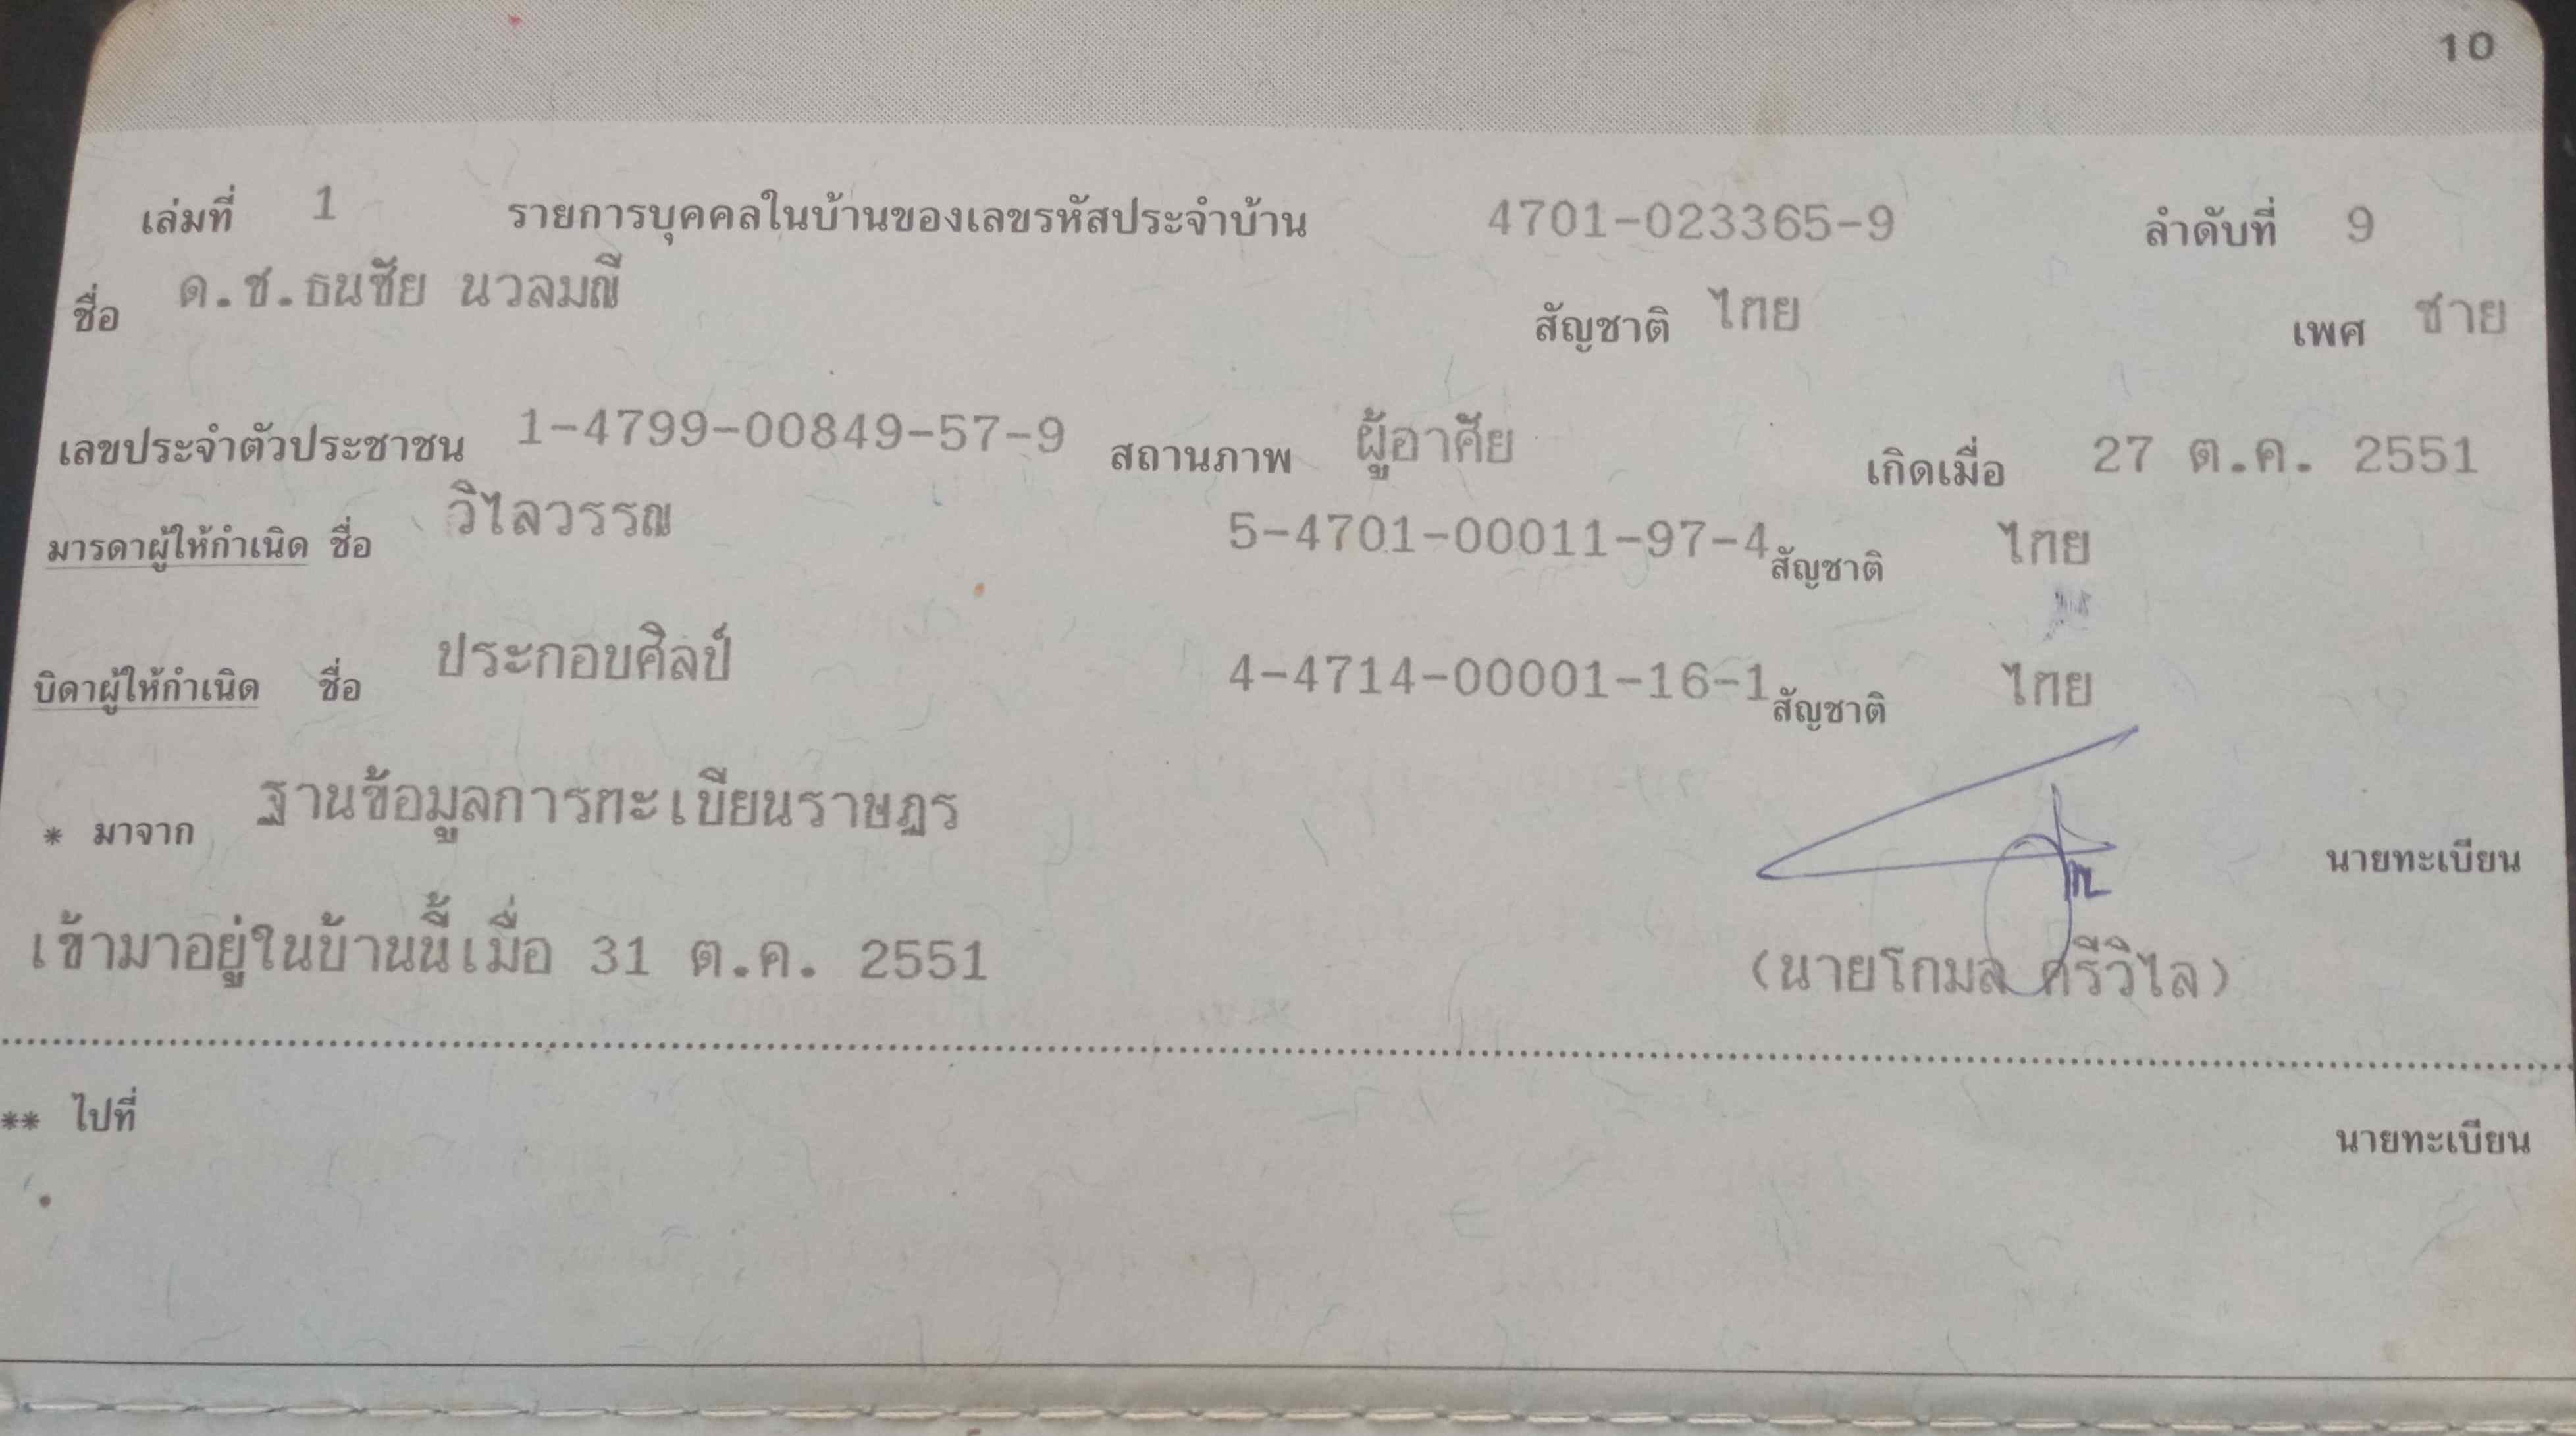 10
เล่มที่ 1 รายการบุคคลในบ้านของเลขรหัสประจำบ้าน 4701-023365-9 ลำดับที่ 9
ชื่อ ด.ช.ธนชัย นวลมณี สัญชาติ ไทย เพศ ชาย
เลขประจำตัวประชาชน 1-4799-00849-57-9 สถานภาพ ผู้อาศัย เกิดเมื่อ 27 ต.ค. 2551
มารดาผู้ให้กำเนิด ชื่อ วิไลวรรณ 5-4701-00011-97-4 สัญชาติ ไทย
บิดาผู้ให้กำเนิด ชื่อ ประกอบศิลป์ 4-4714-00001-16-1 สัญชาติ ไทย
* มาจาก ฐานข้อมูลการทะเบียนราษฎร นายทะเบียน
เข้ามาอยู่ในบ้านนี้เมื่อ 31 ต.ค. 2551 (นายโกมล ศรีวิไล)
** ไปที่ นายทะเบียน